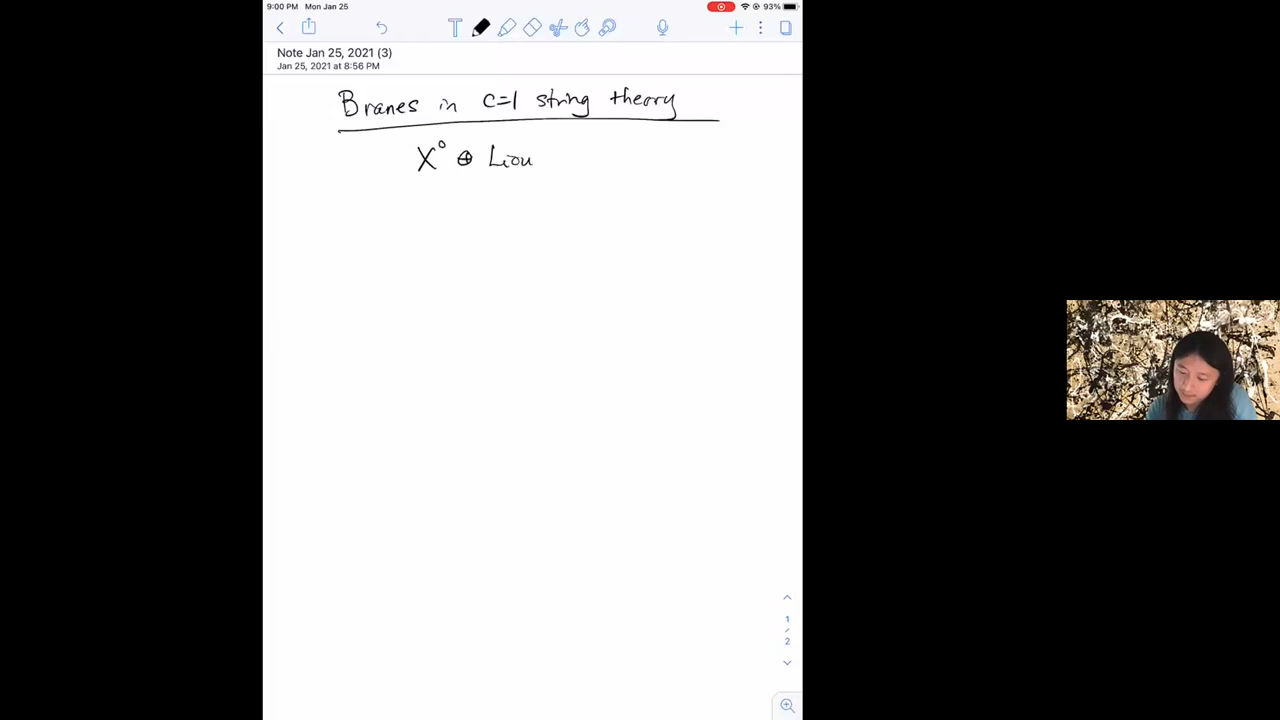 9:00 PM Mon Jan 25 93%
Note Jan 25, 2021 (3)
Jan 25, 2021 at 8:56 PM
Branes in c=1 string theory
X⁰ ⊕ Liou
1
/
2